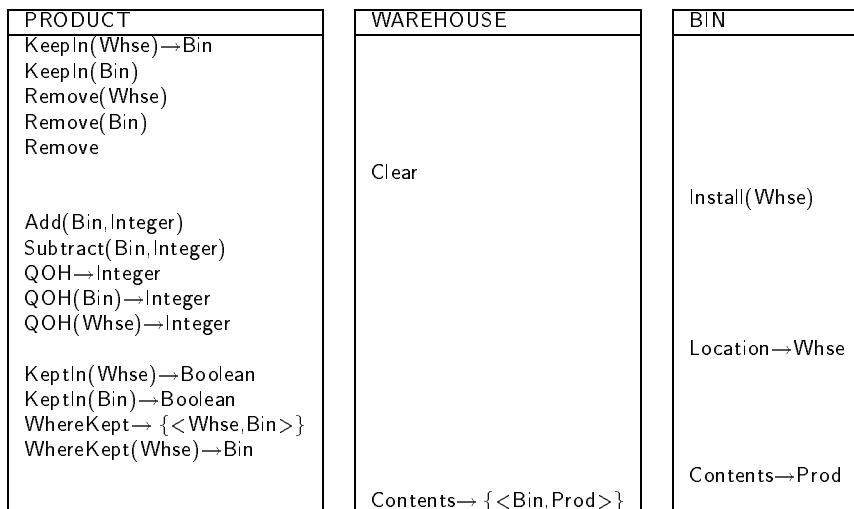 PRODUCT
KeepIn(Whse)→Bin
KeepIn(Bin)
Remove(Whse)
Remove(Bin)
Remove
Add(Bin,Integer)
Subtract(Bin,Integer)
QOH→Integer
QOH(Bin)→Integer
QOH(Whse)→Integer
KeptIn(Whse)→Boolean
KeptIn(Bin)→Boolean
WhereKept→ {<Whse,Bin>}
WhereKept(Whse)→Bin
WAREHOUSE
Clear
Contents→ {<Bin,Prod>}
BIN
Install(Whse)
Location→Whse
Contents→Prod